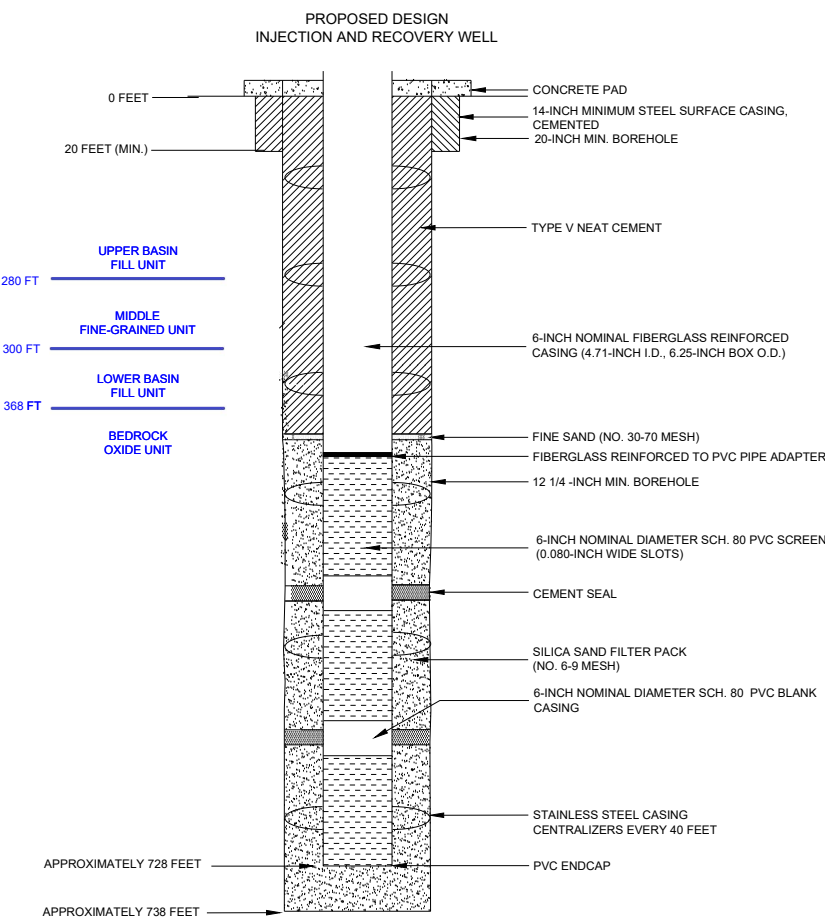 PROPOSED DESIGN
INJECTION AND RECOVERY WELL
0 FEET
CONCRETE PAD
14-INCH MINIMUM STEEL SURFACE CASING,
CEMENTED
20-INCH MIN. BOREHOLE
20 FEET (MIN.)
TYPE V NEAT CEMENT
UPPER BASIN
FILL UNIT
280 FT
MIDDLE
FINE-GRAINED UNIT
300 FT
6-INCH NOMINAL FIBERGLASS REINFORCED
CASING (4.71-INCH I.D., 6.25-INCH BOX O.D.)
LOWER BASIN
FILL UNIT
368 FT
BEDROCK
OXIDE UNIT
FINE SAND (NO. 30-70 MESH)
FIBERGLASS REINFORCED TO PVC PIPE ADAPTER
12 1/4 -INCH MIN. BOREHOLE
6-INCH NOMINAL DIAMETER SCH. 80 PVC SCREEN
(0.080-INCH WIDE SLOTS)
CEMENT SEAL
SILICA SAND FILTER PACK
(NO. 6-9 MESH)
6-INCH NOMINAL DIAMETER SCH. 80 PVC BLANK
CASING
STAINLESS STEEL CASING
CENTRALIZERS EVERY 40 FEET
APPROXIMATELY 728 FEET
PVC ENDCAP
APPROXIMATELY 738 FEET